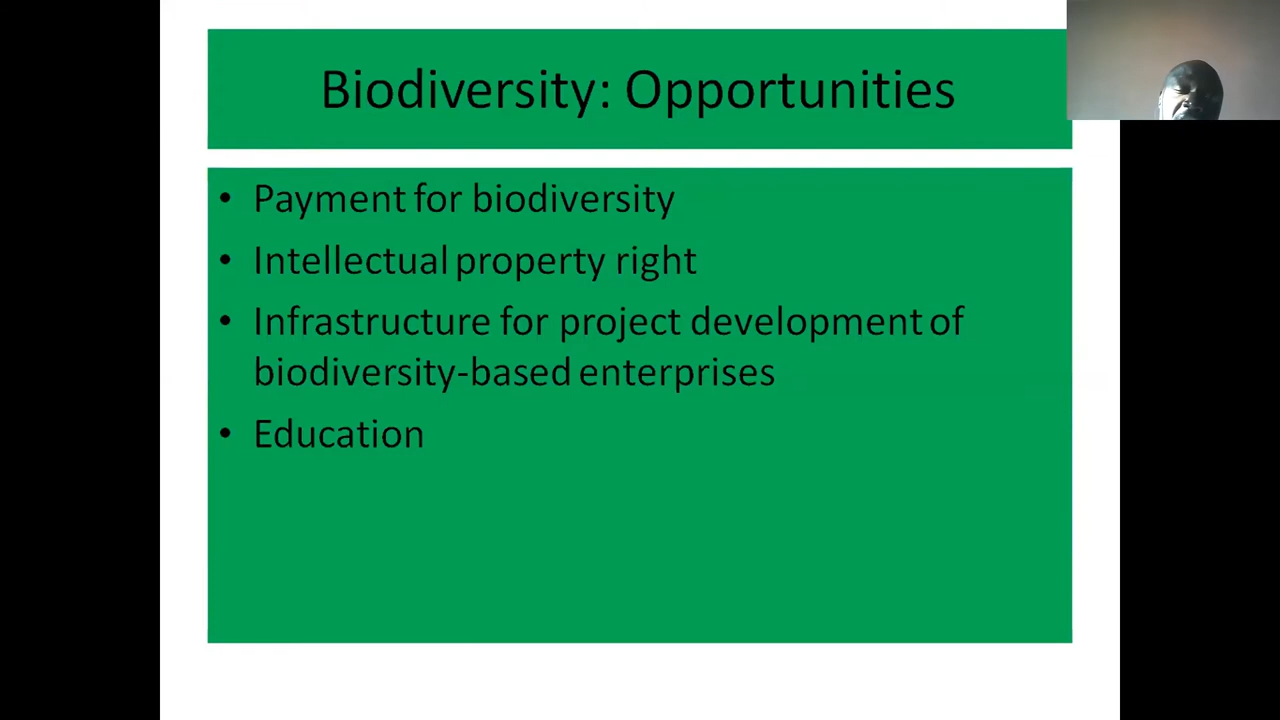 Biodiversity: Opportunities
• Payment for biodiversity
• Intellectual property right
• Infrastructure for project development of
biodiversity-based enterprises
• Education